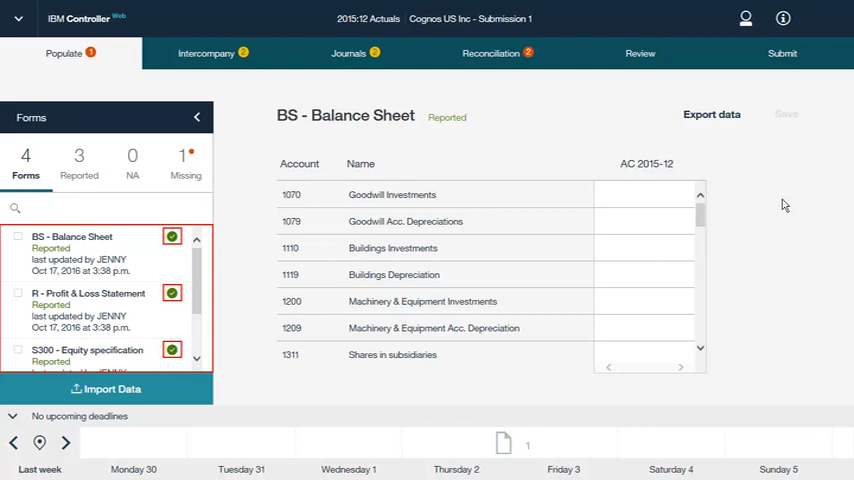 IBM Controller Web
2015:12 Actuals | Cognos US Inc - Submission 1
Populate 1
Intercompany 2
Journals 2
Reconciliation 2
Review
Submit
Forms
4
3
0
1
Forms
Reported
NA
Missing
BS - Balance Sheet
Reported
last updated by JENNY
Oct 17, 2016 at 3:38 p.m.
R - Profit & Loss Statement
Reported
last updated by JENNY
Oct 17, 2016 at 3:38 p.m.
S300 - Equity specification
Reported
last updated by JENNY
Import Data
BS - Balance Sheet Reported
Export data
Save
Account Name AC 2015-12
1070 Goodwill Investments
1079 Goodwill Acc. Depreciations
1110 Buildings Investments
1119 Buildings Depreciation
1200 Machinery & Equipment Investments
1209 Machinery & Equipment Acc. Depreciation
1311 Shares in subsidiaries
No upcoming deadlines
1
Last week
Monday 30
Tuesday 31
Wednesday 1
Thursday 2
Friday 3
Saturday 4
Sunday 5